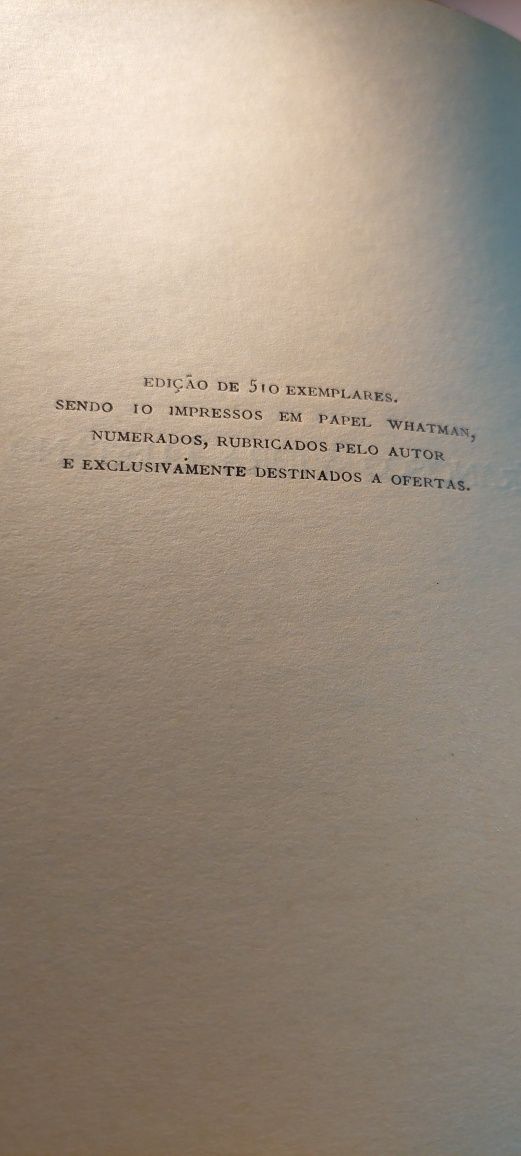 EDIÇÃO DE 510 EXEMPLARES.
SENDO 10 IMPRESSOS EM PAPEL WHATMAN,
NUMERADOS, RUBRICADOS PELO AUTOR
E EXCLUSIVAMENTE DESTINADOS A OFERTAS.